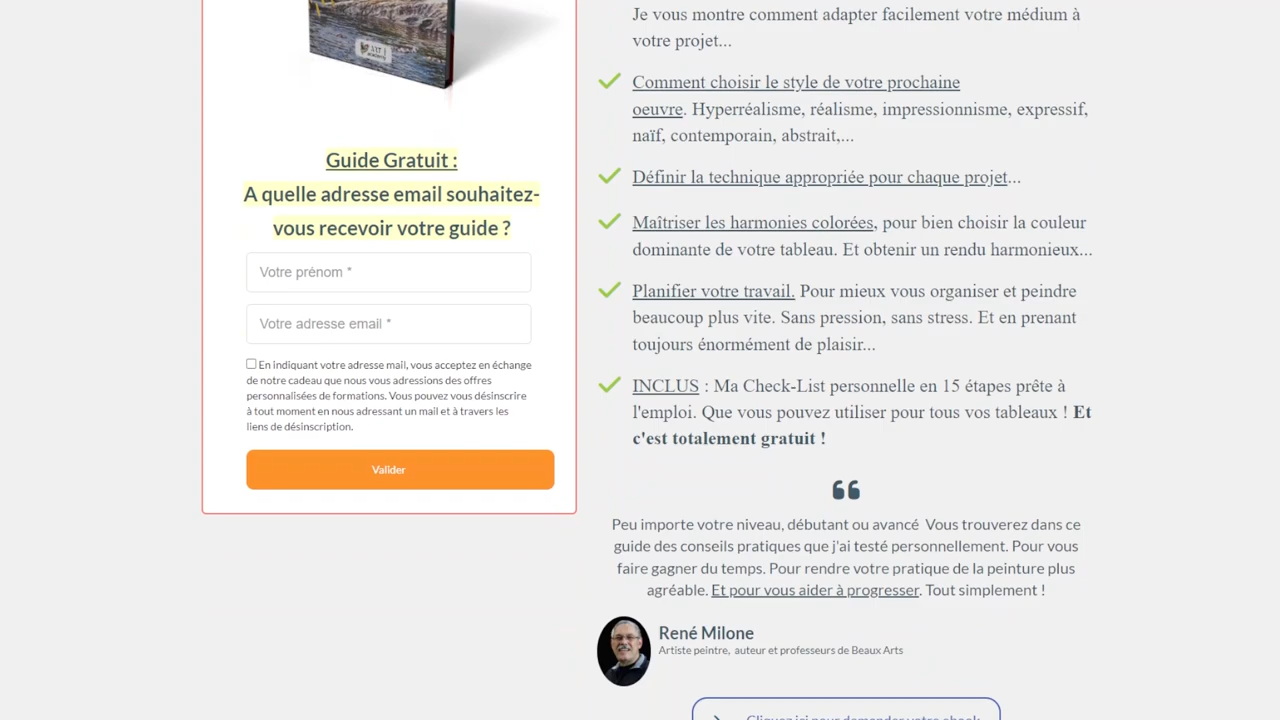 Guide Gratuit :
A quelle adresse email souhaitez-
vous recevoir votre guide ?
Votre prénom *
Votre adresse email *
En indiquant votre adresse mail, vous acceptez en échange
de notre cadeau que nous vous adressions des offres
personnalisées de formations. Vous pouvez vous désinscrire
à tout moment en nous adressant un mail et à travers les
liens de désinscription.
Valider
Je vous montre comment adapter facilement votre médium à
votre projet...
Comment choisir le style de votre prochaine
oeuvre. Hyperréalisme, réalisme, impressionnisme, expressif,
naïf, contemporain, abstrait,...
Définir la technique appropriée pour chaque projet...
Maîtriser les harmonies colorées, pour bien choisir la couleur
dominante de votre tableau. Et obtenir un rendu harmonieux...
Planifier votre travail. Pour mieux vous organiser et peindre
beaucoup plus vite. Sans pression, sans stress. Et en prenant
toujours énormément de plaisir...
INCLUS : Ma Check-List personnelle en 15 étapes prête à
l'emploi. Que vous pouvez utiliser pour tous vos tableaux ! Et
c'est totalement gratuit !
Peu importe votre niveau, débutant ou avancé Vous trouverez dans ce
guide des conseils pratiques que j'ai testé personnellement. Pour vous
faire gagner du temps. Pour rendre votre pratique de la peinture plus
agréable. Et pour vous aider à progresser. Tout simplement !
René Milone
Artiste peintre, auteur et professeurs de Beaux Arts
Cliquez ici pour demander votre ebook